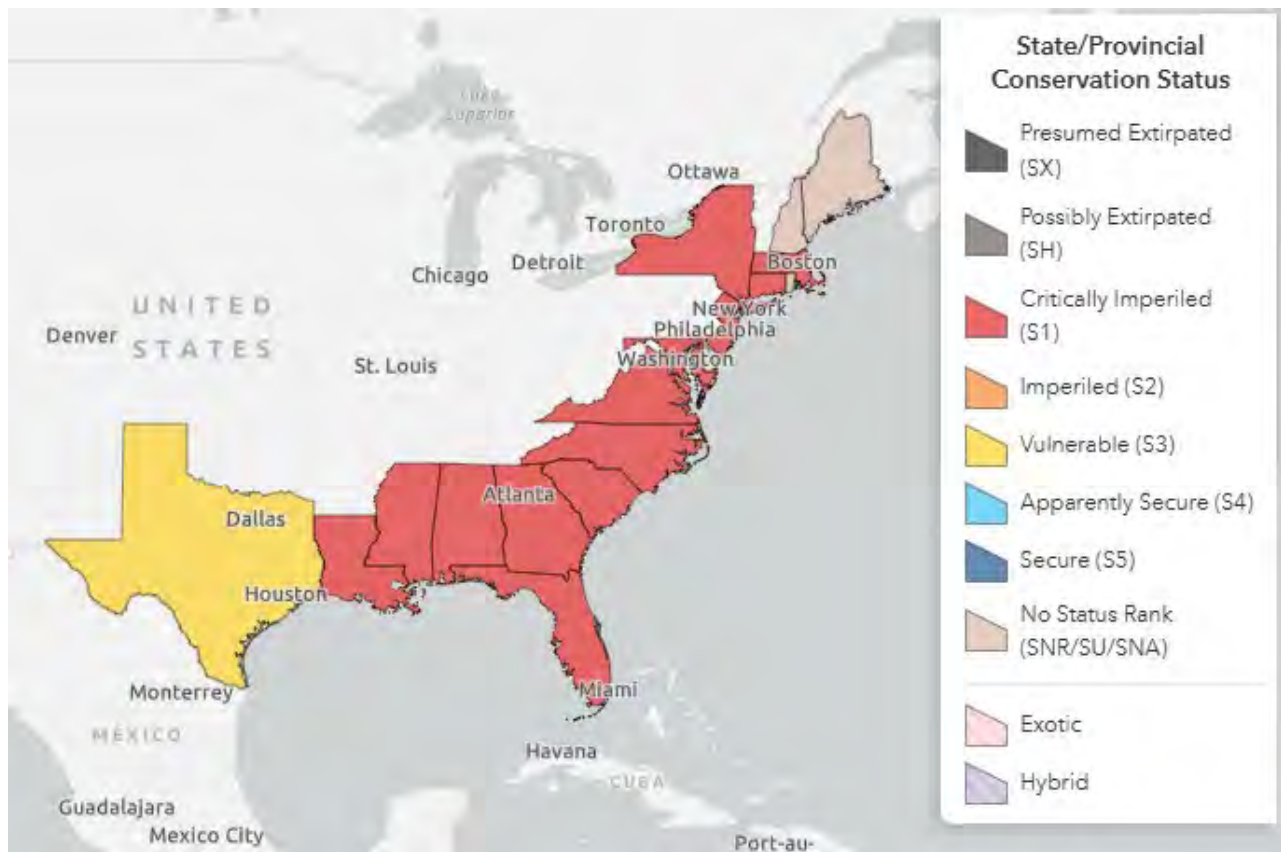 Lago
Superior
Ottawa
Toronto
Boston
Detroit
Chicago
New York
UNITED
STATES
Denver
Philadelphia
Washington
St. Louis
Atlanta
Dallas
Houston
Miami
Monterrey
MÉXICO
Havana
CUBA
Guadalajara
Mexico City
Port-au-
State/Provincial
Conservation Status
Presumed Extirpated
(SX)
Possibly Extirpated
(SH)
Critically Imperiled
(S1)
Imperiled (S2)
Vulnerable (S3)
Apparently Secure (S4)
Secure (S5)
No Status Rank
(SNR/SU/SNA)
Exotic
Hybrid